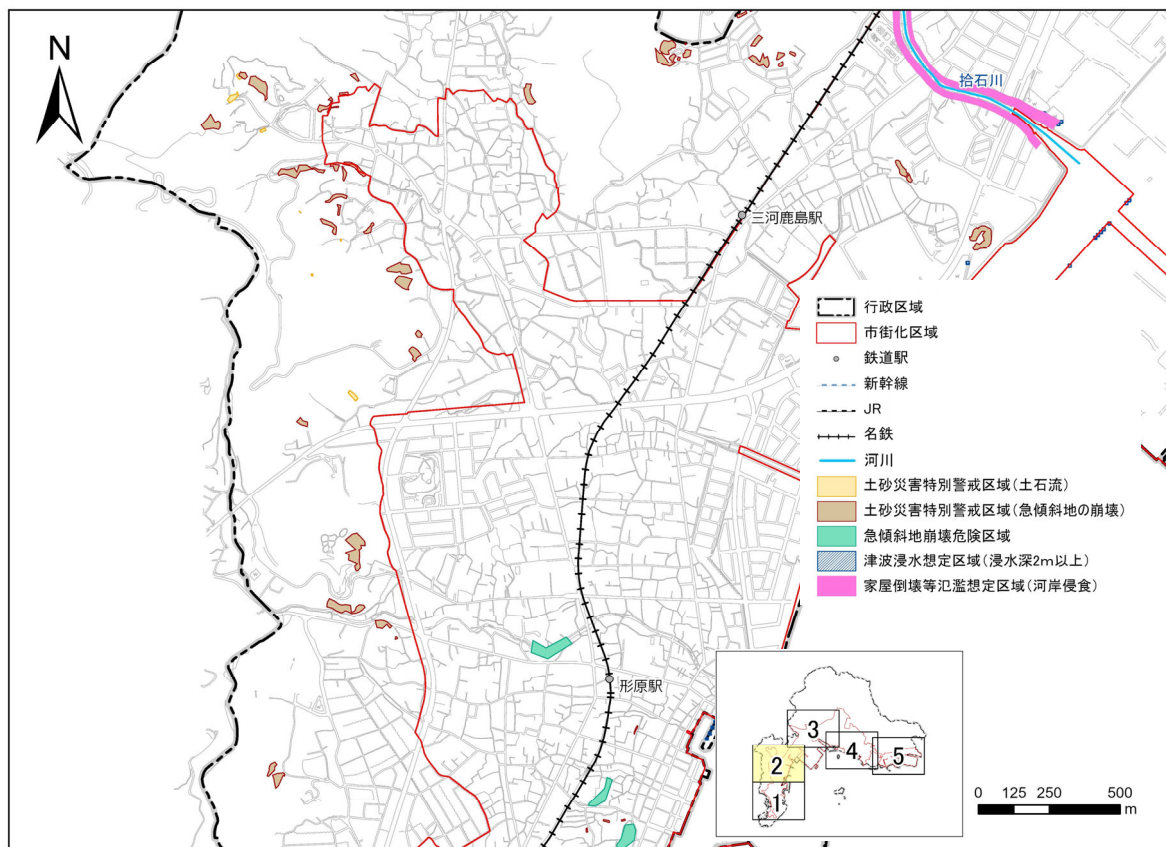 N
拾石川
三河鹿島駅
行政区域
市街化区域
鉄道駅
新幹線
JR
名鉄
河川
土砂災害特別警戒区域(土石流)
土砂災害特別警戒区域(急傾斜地の崩壊)
急傾斜地崩壊危険区域
津波浸水想定区域(浸水深2m以上)
家屋倒壊等氾濫想定区域(河岸侵食)
形原駅
3
4
5
2
1
0 125 250 500
m